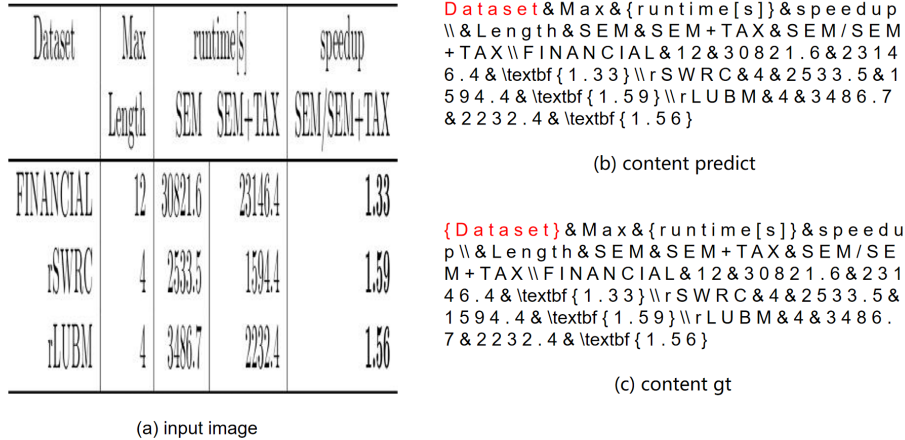 Dataset Max runtime[s] speedup
Length SEM SEM+TAX SEM/SEM+TAX
FINANCIAL 12 30821.6 23146.4 1.33
rSWRC 4 2533.5 1594.4 1.59
rLUBM 4 3486.7 2232.4 1.56
(a) input image
Dataset&Max&{runtime[s]}&speedup
\\&Length&SEM&SEM+TAX&SEM/SEM
+TAX\\FINANCIAL&12&30821.6&2314
6.4&\textbf{1.33}\\rSWRC&4&2533.5&1
594.4&\textbf{1.59}\\rLUBM&4&3486.7
&2232.4&\textbf{1.56}
(b) content predict
{Dataset}&Max&{runtime[s]}&speedu
p\\&Length&SEM&SEM+TAX&SEM/SE
M+TAX\\FINANCIAL&12&30821.6&231
46.4&\textbf{1.33}\\rSWRC&4&2533.5&
1594.4&\textbf{1.59}\\rLUBM&4&3486.
7&2232.4&\textbf{1.56}
(c) content gt